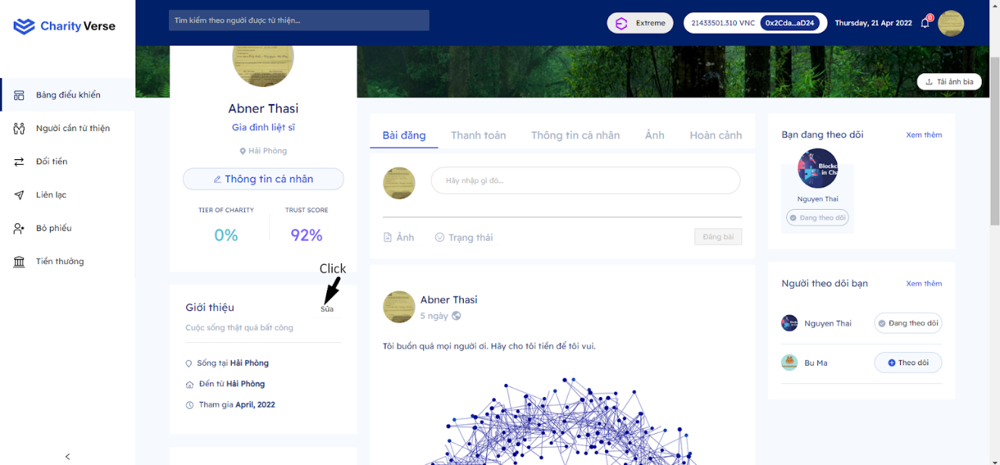 Charity Verse
Tìm kiếm theo người được từ thiện...
Extreme
21433501.310 VNC
0x2Cda...aD24
Thursday, 21 Apr 2022
0
Bảng điều khiển
Người cần từ thiện
Đổi tiền
Liên lạc
Bỏ phiếu
Tiền thưởng
Tải ảnh bìa
Abner Thasi
Gia đình liệt sĩ
Hải Phòng
Thông tin cá nhân
TIER OF CHARITY
TRUST SCORE
0%
92%
Click
Giới thiệu
Sửa
Cuộc sống thật quá bất công
Sống tại Hải Phòng
Đến từ Hải Phòng
Tham gia April, 2022
Bài đăng
Thanh toán
Thông tin cá nhân
Ảnh
Hoàn cảnh
Hãy nhập gì đó...
Ảnh
Trạng thái
Đăng bài
Abner Thasi
5 ngày
Tôi buồn quá mọi người ơi. Hãy cho tôi tiền để tôi vui.
Bạn đang theo dõi
Xem thêm
Nguyen Thai
Đang theo dõi
Người theo dõi bạn
Xem thêm
Nguyen Thai
Đang theo dõi
Bu Ma
Theo dõi